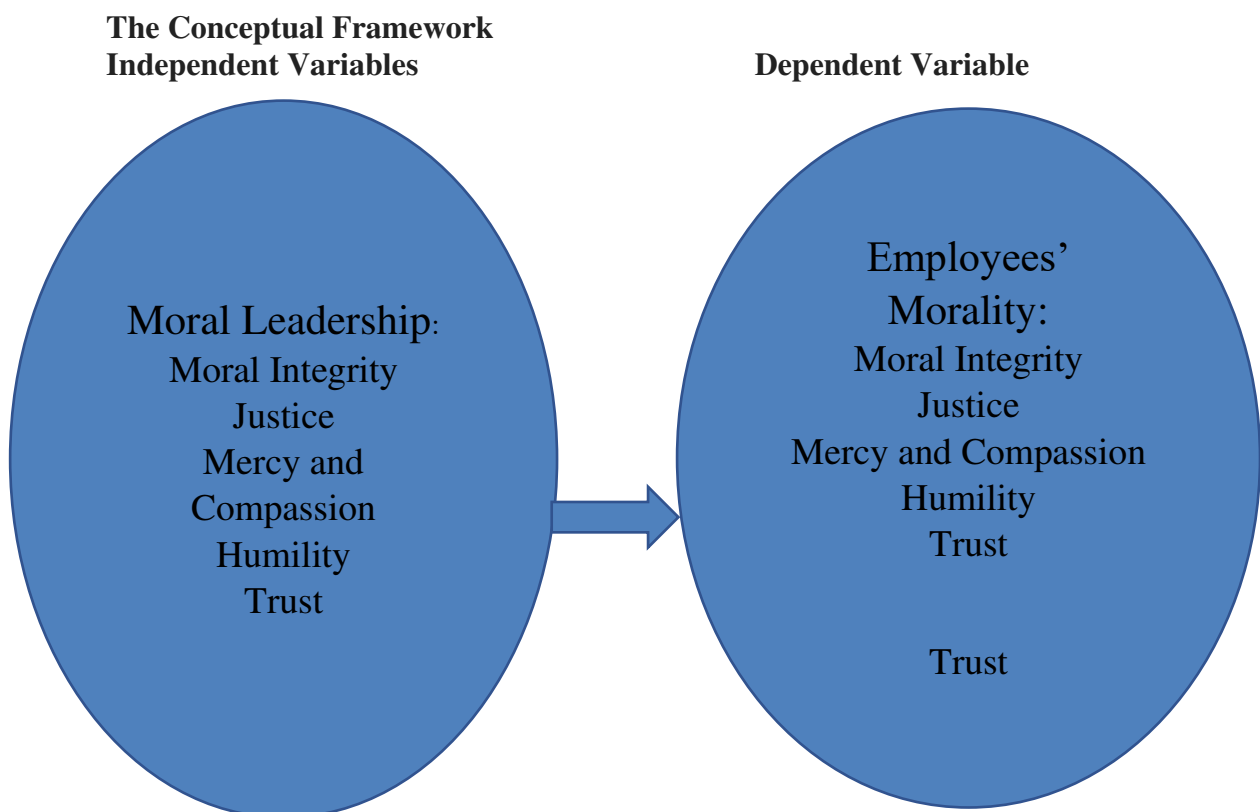 The Conceptual Framework
Independent Variables
Dependent Variable
Moral Leadership:
Moral Integrity
Justice
Mercy and
Compassion
Humility
Trust
Employees’
Morality:
Moral Integrity
Justice
Mercy and Compassion
Humility
Trust
Trust